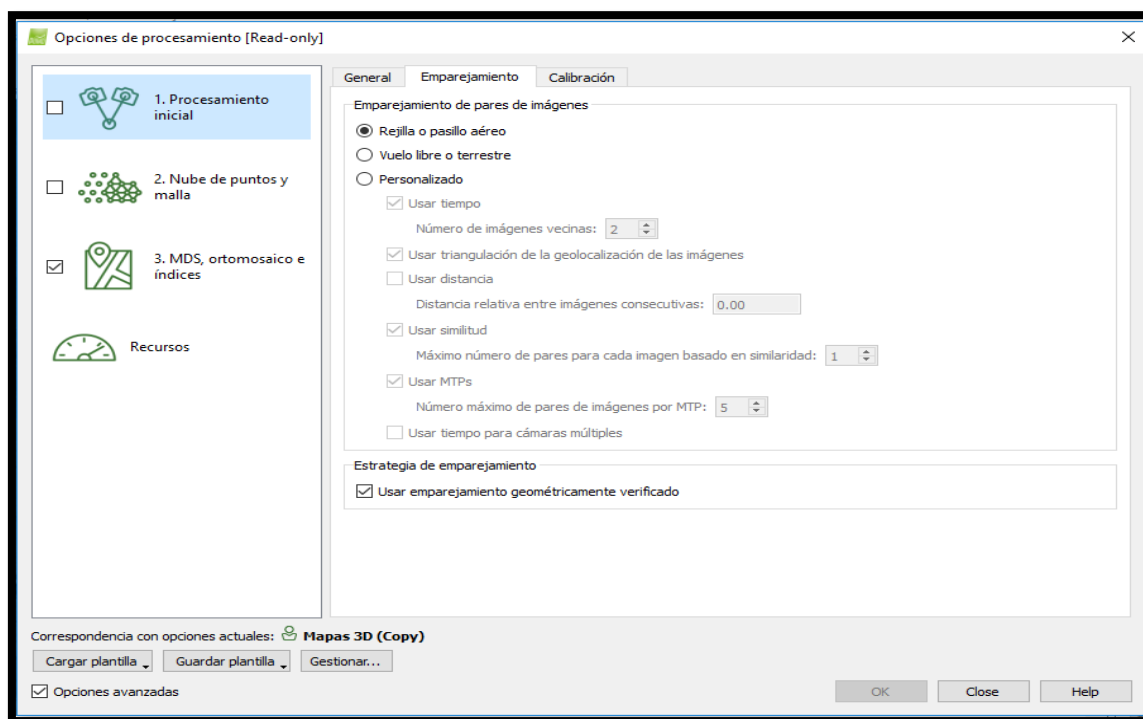 Opciones de procesamiento [Read-only]
1. Procesamiento
inicial
2. Nube de puntos y
malla
3. MDS, ortomosaico e
índices
Recursos
General Emparejamiento Calibración
Emparejamiento de pares de imágenes
Rejilla o pasillo aéreo
Vuelo libre o terrestre
Personalizado
Usar tiempo
Número de imágenes vecinas: 2
Usar triangulación de la geolocalización de las imágenes
Usar distancia
Distancia relativa entre imágenes consecutivas: 0.00
Usar similitud
Máximo número de pares para cada imagen basado en similaridad: 1
Usar MTPs
Número máximo de pares de imágenes por MTP: 5
Usar tiempo para cámaras múltiples
Estrategia de emparejamiento
Usar emparejamiento geométricamente verificado
Correspondencia con opciones actuales: Mapas 3D (Copy)
Cargar plantilla Guardar plantilla Gestionar...
Opciones avanzadas
OK Close Help